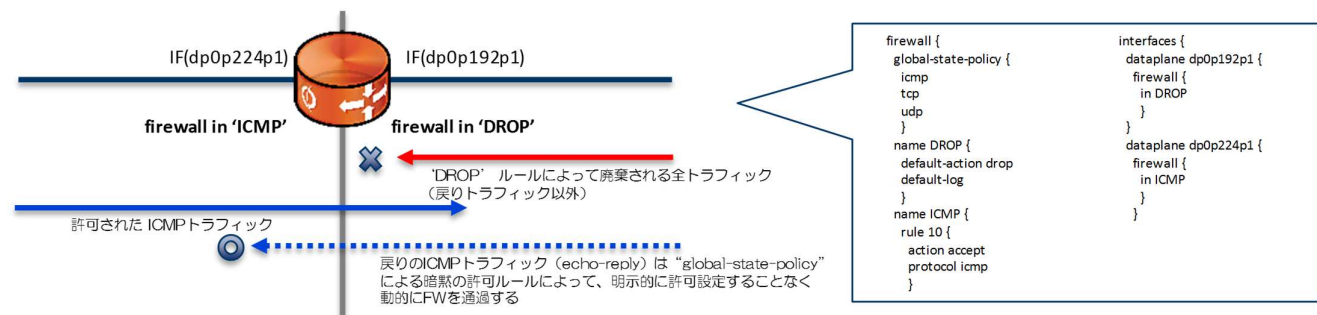 IF(dp0p224p1)
IF(dp0p192p1)
firewall in ‘ICMP’
firewall in ‘DROP’
‘DROP’ ルールによって廃棄される全トラフィック
（戻りトラフィック以外）
許可された ICMPトラフィック
戻りのICMPトラフィック（echo-reply）は “global-state-policy”
による暗黙の許可ルールによって、明示的に許可設定することなく
動的にFWを通過する
firewall {
global-state-policy {
icmp
tcp
udp
}
name DROP {
default-action drop
default-log
}
name ICMP {
rule 10 {
action accept
protocol icmp
}
interfaces {
dataplane dp0p192p1 {
firewall {
in DROP
}
}
dataplane dp0p224p1 {
firewall {
in ICMP
}
}